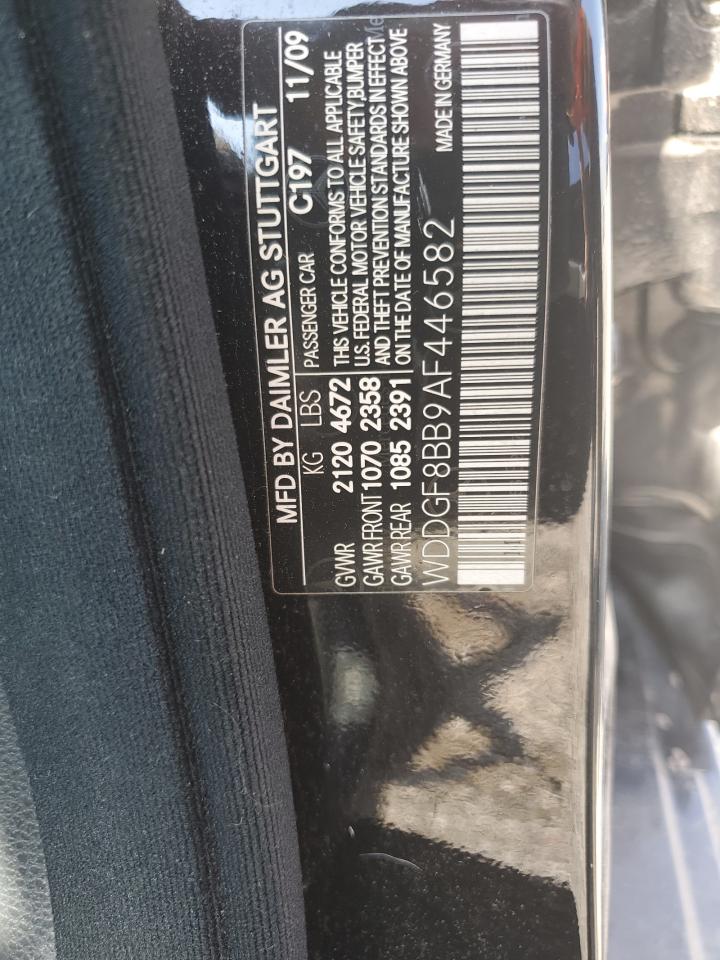 MFD BY DAIMLER AG STUTTGART
KG LBS PASSENGER CAR C197 11/09
GVWR 2120 4672
GAWR FRONT 1070 2358
GAWR REAR 1085 2391
THIS VEHICLE CONFORMS TO ALL APPLICABLE
U.S. FEDERAL MOTOR VEHICLE SAFETY BUMPER
AND THEFT PREVENTION STANDARDS IN EFFECT
ON THE DATE OF MANUFACTURE SHOWN ABOVE
WDDGF8BB9AF446582 MADE IN GERMANY